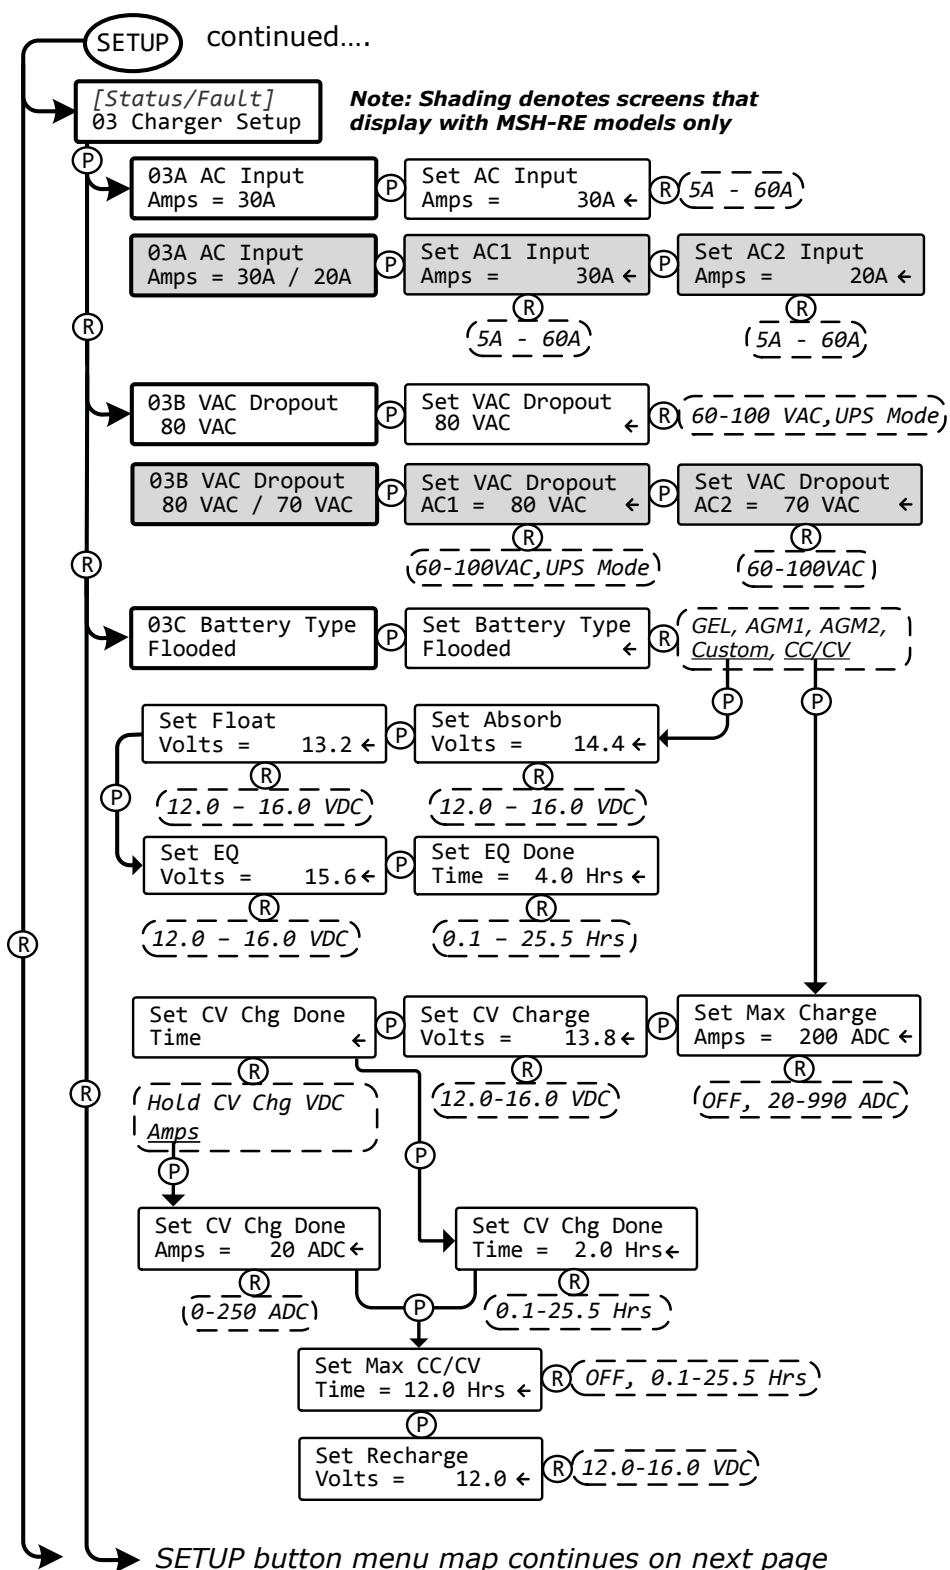 SETUP continued....
[Status/Fault]
03 Charger Setup
Note: Shading denotes screens that
display with MSH-RE models only
P
03A AC Input
Amps = 30A
P
Set AC Input
Amps = 30A ←
R
5A - 60A
03A AC Input
Amps = 30A / 20A
P
Set AC1 Input
Amps = 30A ←
P
Set AC2 Input
Amps = 20A ←
R
5A - 60A
R
5A - 60A
R
03B VAC Dropout
80 VAC
P
Set VAC Dropout
80 VAC ←
R
60-100 VAC,UPS Mode
03B VAC Dropout
80 VAC / 70 VAC
P
Set VAC Dropout
AC1 = 80 VAC ←
P
Set VAC Dropout
AC2 = 70 VAC ←
R
60-100VAC,UPS Mode
R
60-100VAC
R
03C Battery Type
Flooded
P
Set Battery Type
Flooded ←
R
GEL, AGM1, AGM2,
Custom, CC/CV
P
P
Set Absorb
Volts = 14.4 ←
R
12.0 – 16.0 VDC
P
Set Float
Volts = 13.2 ←
R
12.0 – 16.0 VDC
P
Set EQ
Volts = 15.6 ←
R
12.0 – 16.0 VDC
P
Set EQ Done
Time = 4.0 Hrs ←
R
0.1 – 25.5 Hrs
R
Set Max Charge
Amps = 200 ADC ←
R
OFF, 20-990 ADC
P
Set CV Charge
Volts = 13.8 ←
R
12.0-16.0 VDC
P
Set CV Chg Done
Time ←
R
Hold CV Chg VDC
Amps
R
P
P
Set CV Chg Done
Amps = 20 ADC ←
R
0-250 ADC
Set CV Chg Done
Time = 2.0 Hrs ←
R
0.1-25.5 Hrs
P
Set Max CC/CV
Time = 12.0 Hrs ←
R
OFF, 0.1-25.5 Hrs
P
Set Recharge
Volts = 12.0 ←
R
12.0-16.0 VDC
SETUP button menu map continues on next page